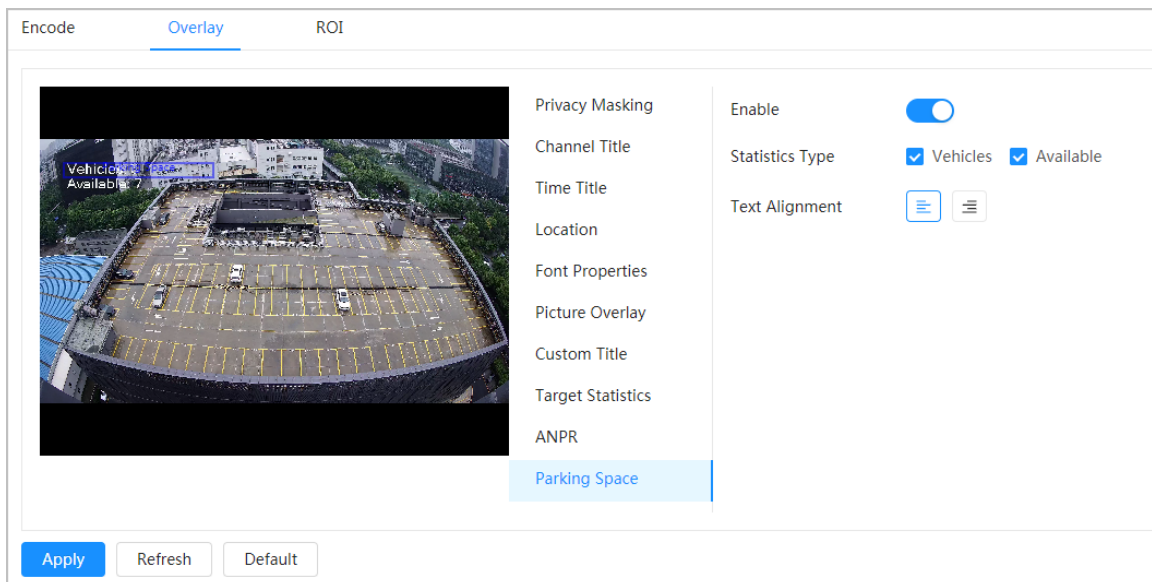 Encode Overlay ROI
Privacy Masking
Channel Title
Time Title
Location
Font Properties
Picture Overlay
Custom Title
Target Statistics
ANPR
Parking Space
Enable
Statistics Type Vehicles Available
Text Alignment
Available: 7
Apply Refresh Default